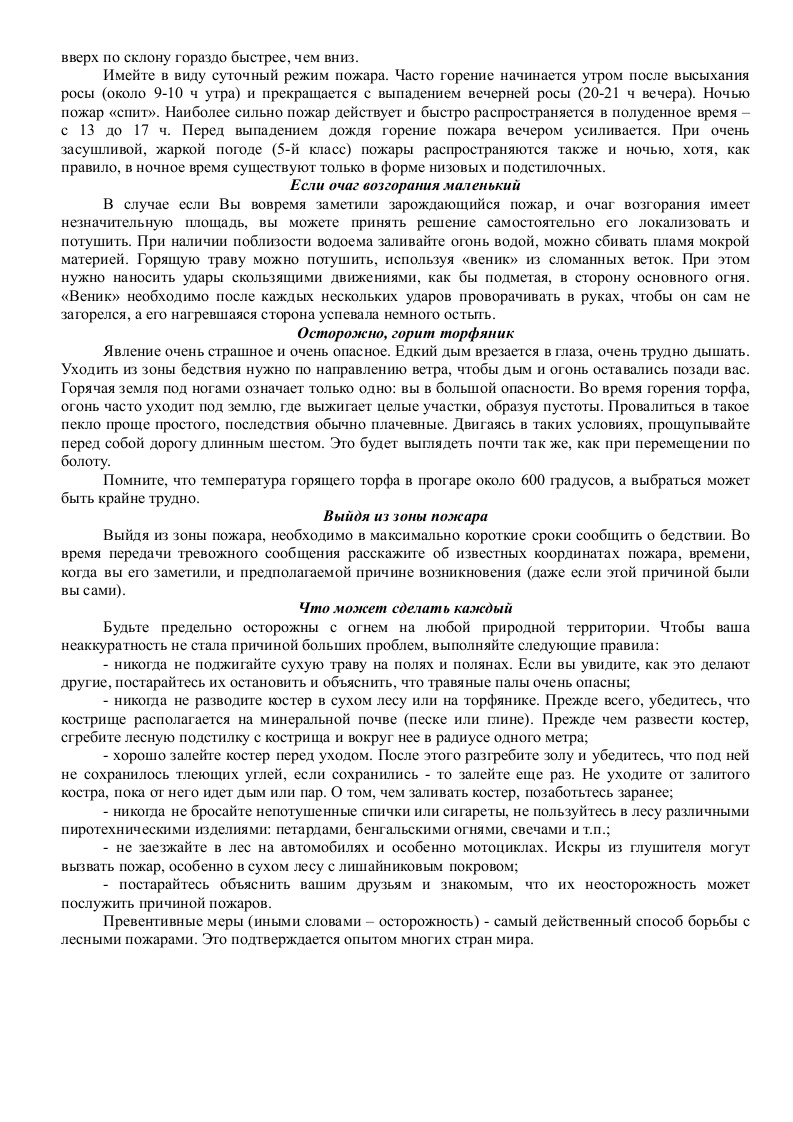 вверх по склону гораздо быстрее, чем вниз.
Имейте в виду суточный режим пожара. Часто горение начинается утром после высыхания
росы (около 9-10 ч утра) и прекращается с выпадением вечерней росы (20-21 ч вечера). Ночью
пожар «спит». Наиболее сильно пожар действует и быстро распространяется в полуденное время –
с 13 до 17 ч. Перед выпадением дождя горение пожара вечером усиливается. При очень
засушливой, жаркой погоде (5-й класс) пожары распространяются также и ночью, хотя, как
правило, в ночное время существуют только в форме низовых и подстилочных.
Если очаг возгорания маленький
В случае если Вы вовремя заметили зарождающийся пожар, и очаг возгорания имеет
незначительную площадь, вы можете принять решение самостоятельно его локализовать и
потушить. При наличии поблизости водоема заливайте огонь водой, можно сбивать пламя мокрой
материей. Горящую траву можно потушить, используя «веник» из сломанных веток. При этом
нужно наносить удары скользящими движениями, как бы подметая, в сторону основного огня.
«Веник» необходимо после каждых нескольких ударов проворачивать в руках, чтобы он сам не
загорелся, а его нагревшаяся сторона успевала немного остыть.
Осторожно, горит торфяник
Явление очень страшное и очень опасное. Едкий дым врезается в глаза, очень трудно дышать.
Уходить из зоны бедствия нужно по направлению ветра, чтобы дым и огонь оставались позади вас.
Горячая земля под ногами означает только одно: вы в большой опасности. Во время горения торфа,
огонь часто уходит под землю, где выжигает целые участки, образуя пустоты. Провалиться в такое
пекло проще простого, последствия обычно плачевные. Двигаясь в таких условиях, прощупывайте
перед собой дорогу длинным шестом. Это будет выглядеть почти так же, как при перемещении по
болоту.
Помните, что температура горящего торфа в прогаре около 600 градусов, а выбраться может
быть крайне трудно.
Выйдя из зоны пожара
Выйдя из зоны пожара, необходимо в максимально короткие сроки сообщить о бедствии. Во
время передачи тревожного сообщения расскажите об известных координатах пожара, времени,
когда вы его заметили, и предполагаемой причине возникновения (даже если этой причиной были
вы сами).
Что может сделать каждый
Будьте предельно осторожны с огнем на любой природной территории. Чтобы ваша
неаккуратность не стала причиной больших проблем, выполняйте следующие правила:
- никогда не поджигайте сухую траву на полях и полянах. Если вы увидите, как это делают
другие, постарайтесь их остановить и объяснить, что травяные палы очень опасны;
- никогда не разводите костер в сухом лесу или на торфянике. Прежде всего, убедитесь, что
кострище располагается на минеральной почве (песке или глине). Прежде чем развести костер,
сгребите лесную подстилку с кострища и вокруг нее в радиусе одного метра;
- хорошо залейте костер перед уходом. После этого разгребите золу и убедитесь, что под ней
не сохранилось тлеющих углей, если сохранились - то залейте еще раз. Не уходите от залитого
костра, пока от него идет дым или пар. О том, чем заливать костер, позаботьтесь заранее;
- никогда не бросайте непотушенные спички или сигареты, не пользуйтесь в лесу различными
пиротехническими изделиями: петардами, бенгальскими огнями, свечами и т.п.;
- не заезжайте в лес на автомобилях и особенно мотоциклах. Искры из глушителя могут
вызвать пожар, особенно в сухом лесу с лишайниковым покровом;
- постарайтесь объяснить вашим друзьям и знакомым, что их неосторожность может
послужить причиной пожаров.
Превентивные меры (иными словами – осторожность) - самый действенный способ борьбы с
лесными пожарами. Это подтверждается опытом многих стран мира.